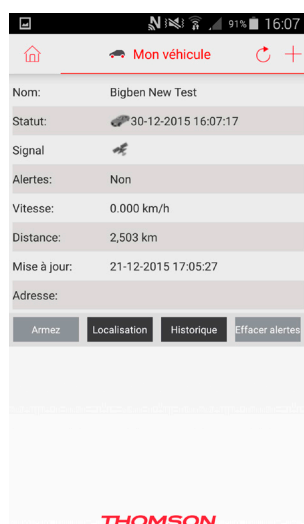 91% 16:07
Mon véhicule
Nom: Bigben New Test
Statut: 30-12-2015 16:07:17
Signal
Alertes: Non
Vitesse: 0.000 km/h
Distance: 2,503 km
Mise à jour: 21-12-2015 17:05:27
Adresse:
Armez Localisation Historique Effacer alertes
THOMSON